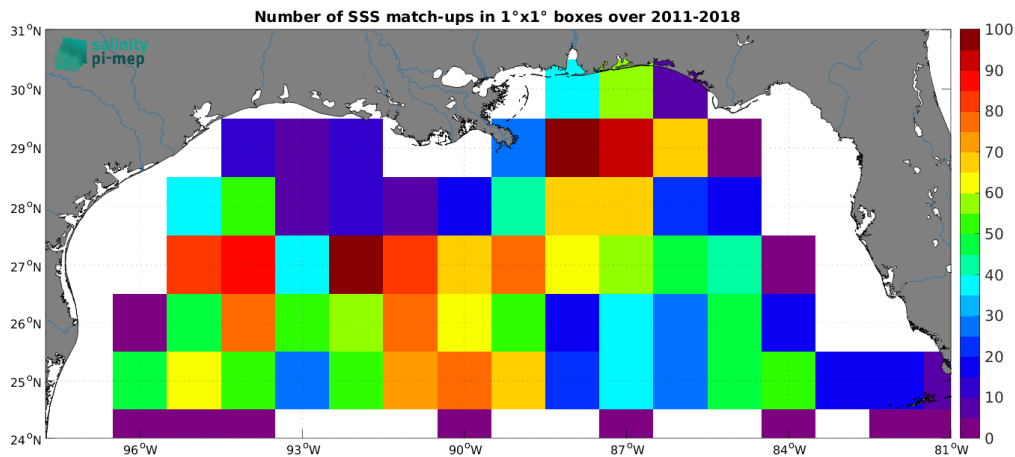 Number of SSS match-ups in 1°x1° boxes over 2011-2018
salinity
pi-mep
31°N
30°N
29°N
28°N
27°N
26°N
25°N
24°N
96°W 93°W 90°W 87°W 84°W 81°W
100
90
80
70
60
50
40
30
20
10
0